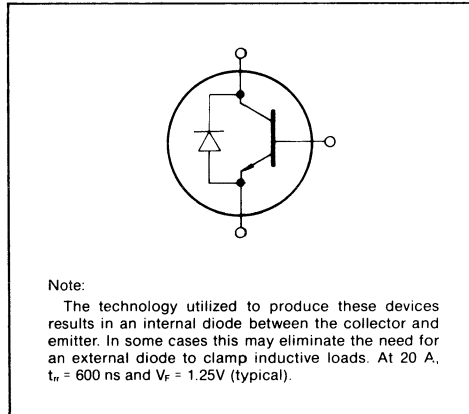 Note:
The technology utilized to produce these devices
results in an internal diode between the collector and
emitter. In some cases this may eliminate the need for
an external diode to clamp inductive loads. At 20 A,
trr = 600 ns and VF = 1.25V (typical).